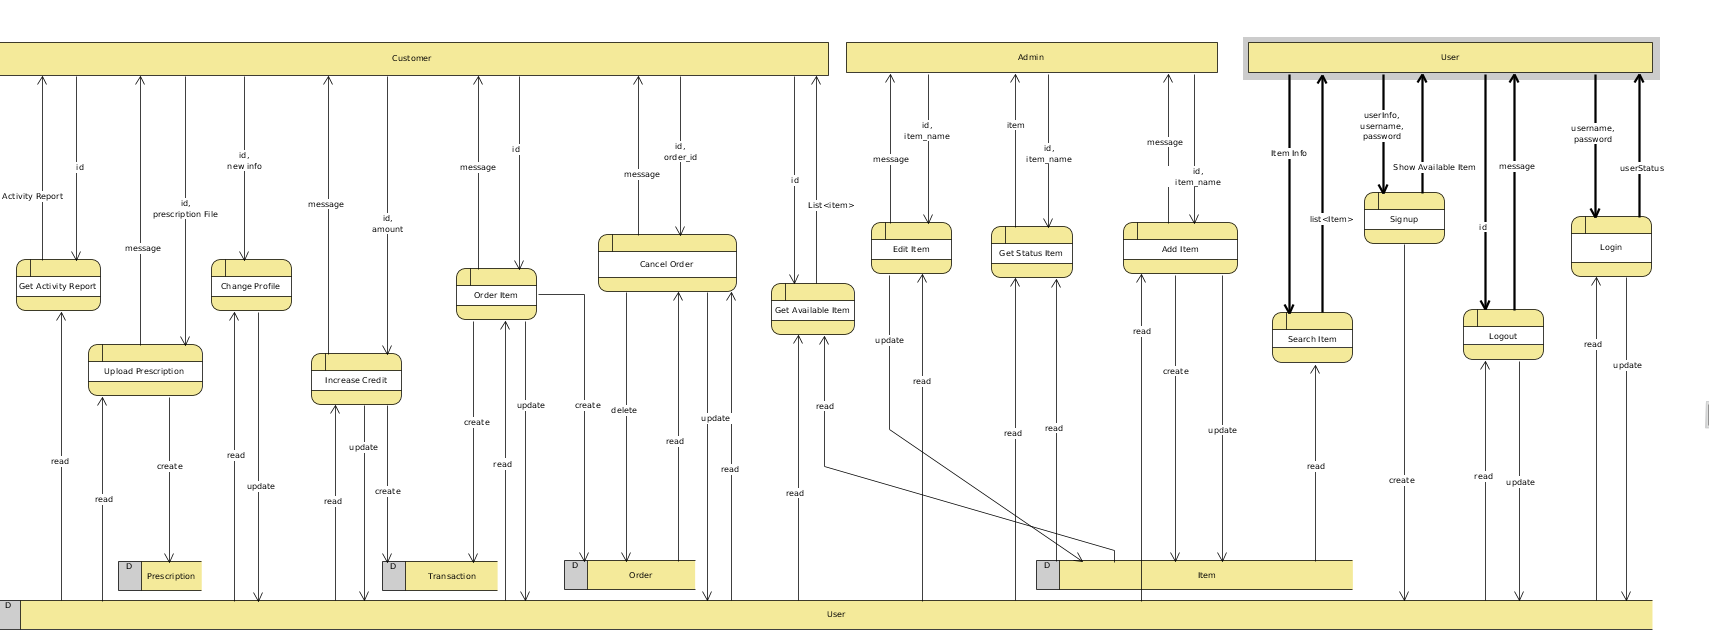 Customer
Admin
User
Activity Report
id
message
id,
prescription File
id,
new info
message
id,
amount
message
id
message
id,
order_id
id
List<item>
message
id,
item_name
item
id,
item_name
message
id,
item_name
Item Info
list<Item>
userInfo,
username,
password
Show Available Item
id
message
username,
password
userStatus
Get Activity Report
Upload Prescription
Change Profile
Increase Credit
Order Item
Cancel Order
Get Available Item
Edit Item
Get Status Item
Add Item
Search Item
Signup
Logout
Login
read
read
create
read
update
read
update
create
create
read
update
create
delete
read
update
read
read
read
update
read
read
read
read
create
update
read
create
read
update
read
update
D
Prescription
D
Transaction
D
Order
D
Item
D
User